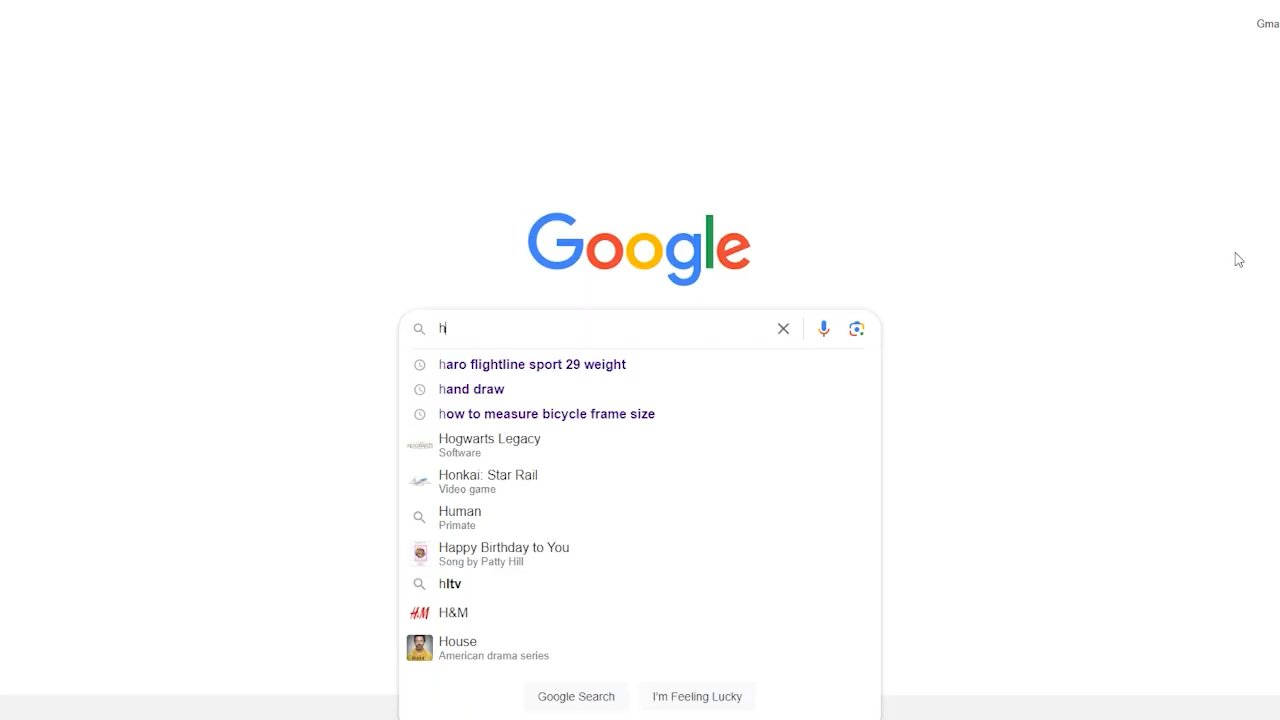 Gma
Google
h
haro flightline sport 29 weight
hand draw
how to measure bicycle frame size
Hogwarts Legacy
Software
Honkai: Star Rail
Video game
Human
Primate
Happy Birthday to You
Song by Patty Hill
hltv
H&M H&M
House
American drama series
Google Search I'm Feeling Lucky